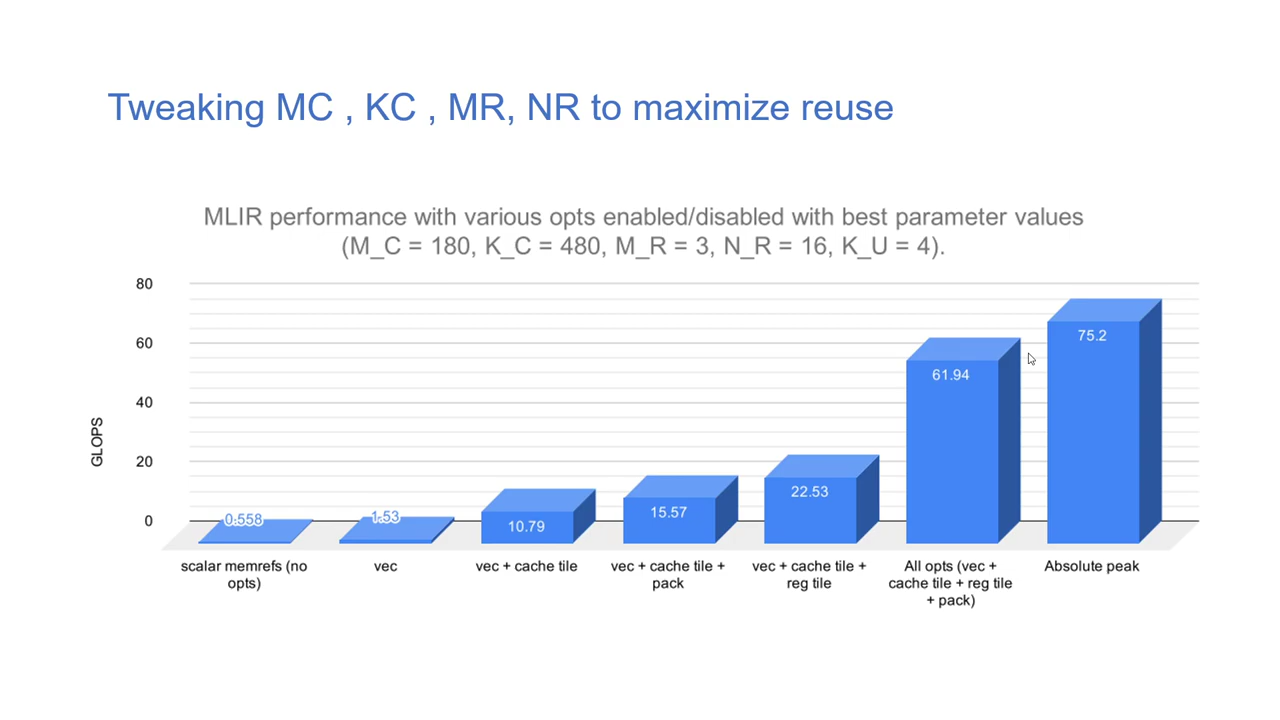 Tweaking MC , KC , MR, NR to maximize reuse
MLIR performance with various opts enabled/disabled with best parameter values
(M_C = 180, K_C = 480, M_R = 3, N_R = 16, K_U = 4).
80
60
40
20
0
GLOPS
0.558
1.53
10.79
15.57
22.53
61.94
75.2
scalar memrefs (no
opts)
vec
vec + cache tile
vec + cache tile +
pack
vec + cache tile +
reg tile
All opts (vec +
cache tile + reg tile
+ pack)
Absolute peak